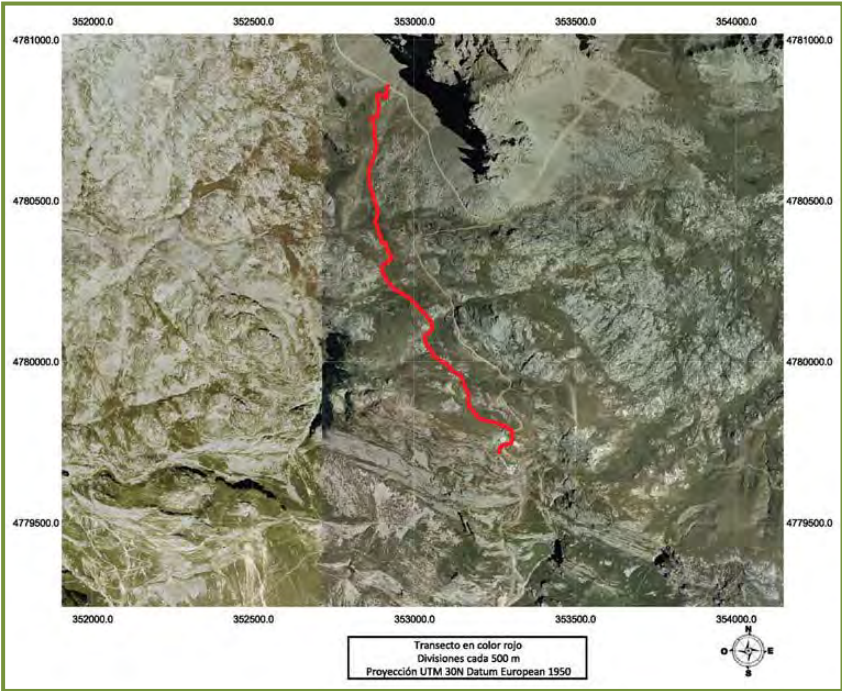 352000.0 352500.0 353000.0 353500.0 354000.0
4781000.0 4781000.0
4780500.0 4780500.0
4780000.0 4780000.0
4779500.0 4779500.0
352000.0 352500.0 353000.0 353500.0 354000.0
Transecto en color rojo
Divisiones cada 500 m
Proyección UTM 30N Datum European 1950
N
O E
S